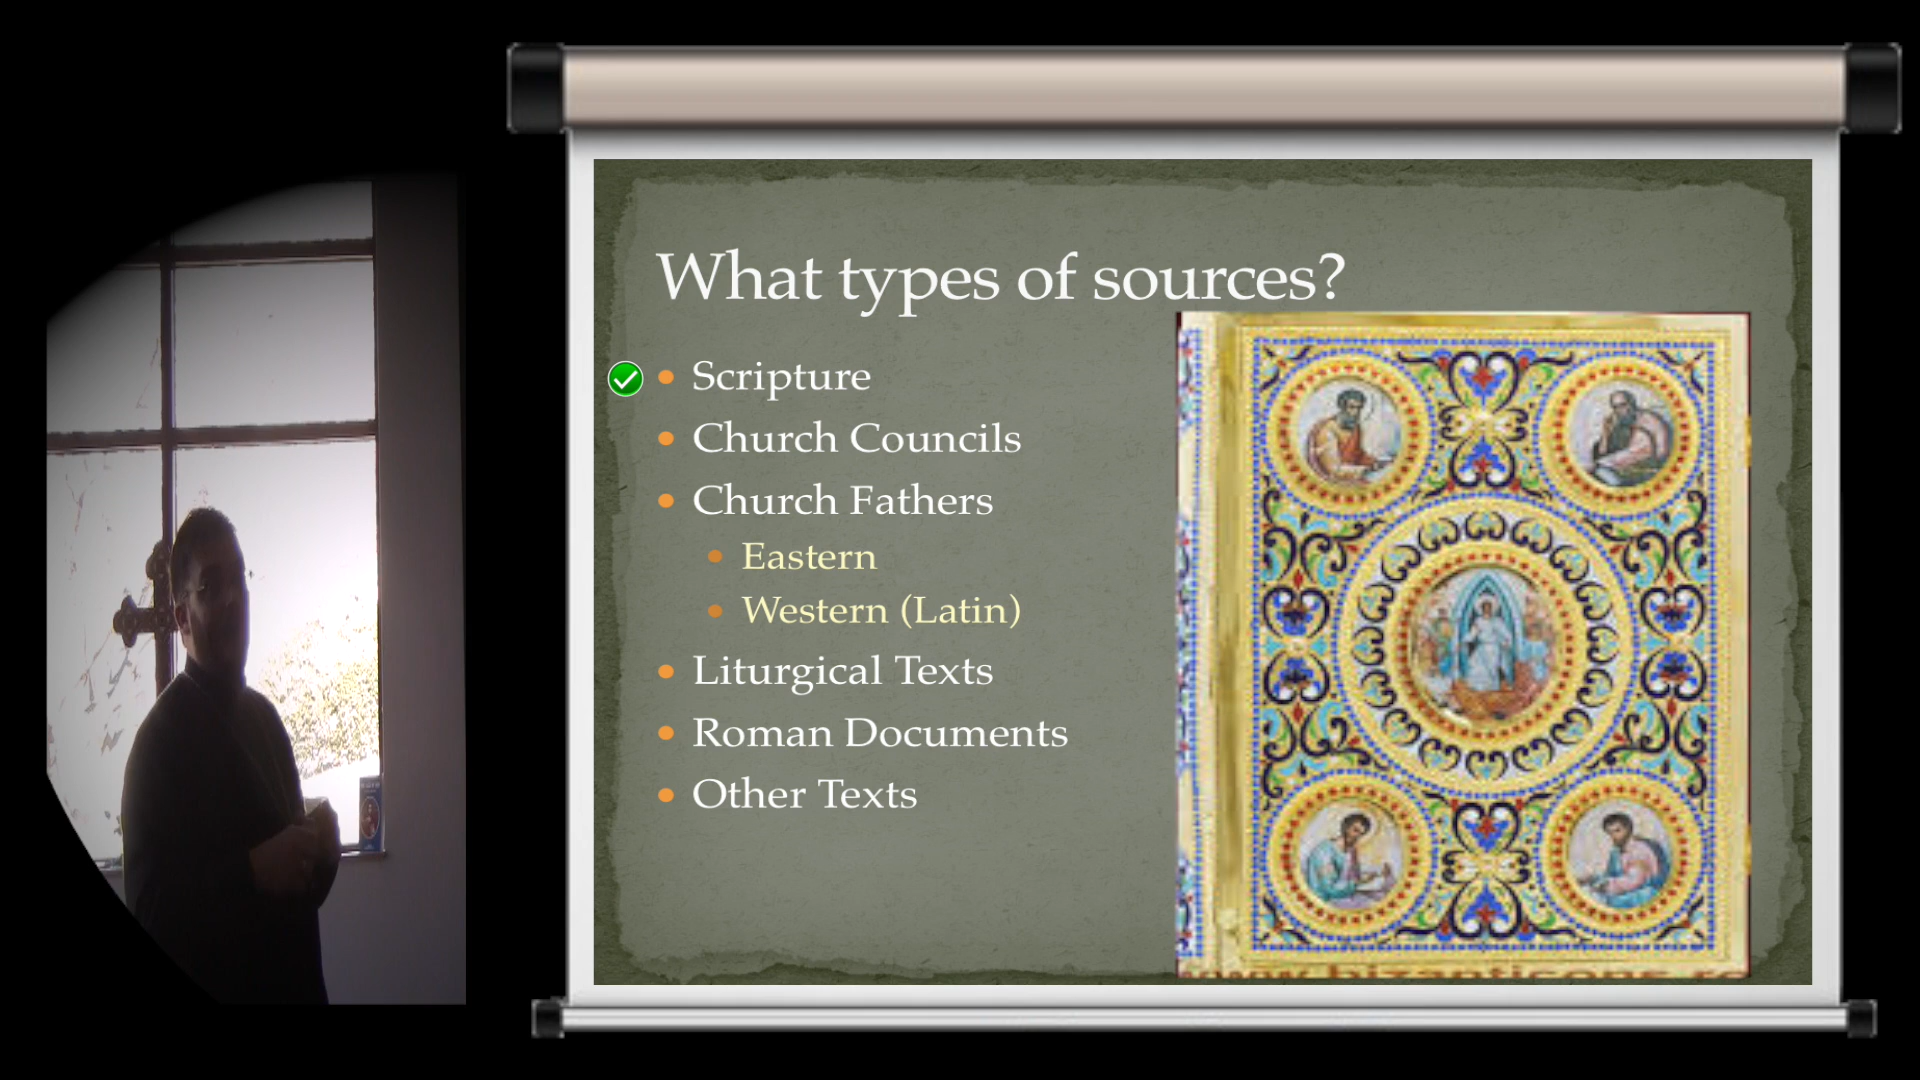 What types of sources?
Scripture
Church Councils
Church Fathers
Eastern
Western (Latin)
Liturgical Texts
Roman Documents
Other Texts